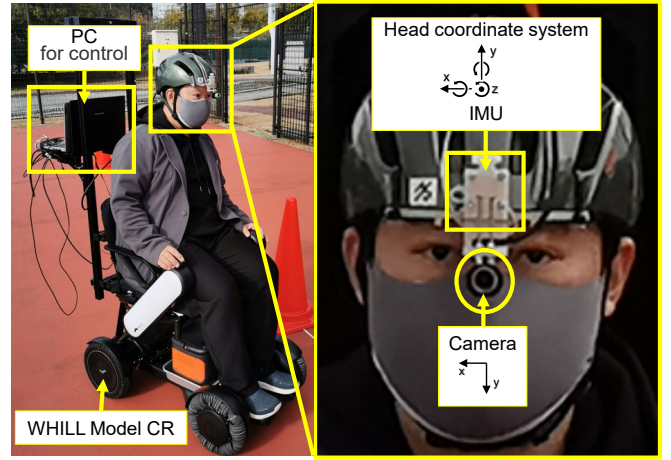 PC
for control
WHILL Model CR
Head coordinate system
y
x
z
IMU
Camera
x
y